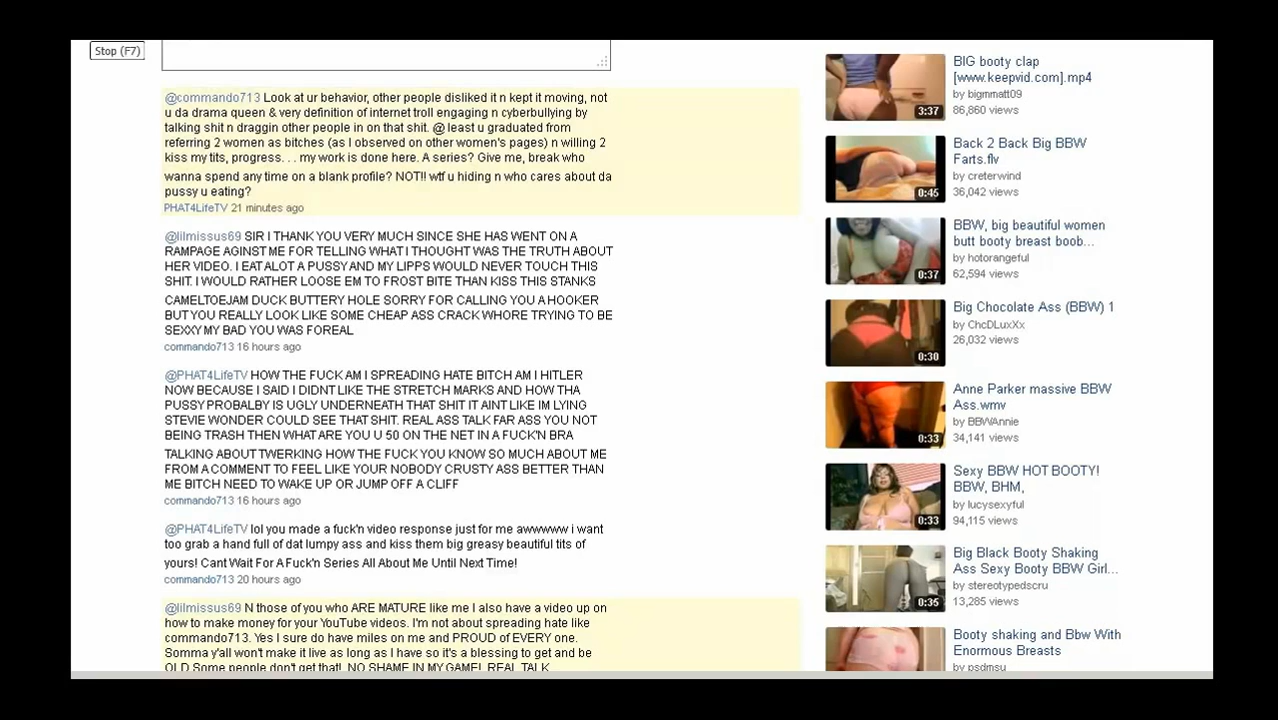 Stop (F7)
@commando713 Look at ur behavior, other people disliked it n kept it moving, not
u da drama queen & very definition of internet troll engaging n cyberbullying by
talking shit n draggin other people in on that shit. @ least u graduated from
referring 2 women as bitches (as I observed on other women's pages) n willing 2
kiss my tits, progress. . . my work is done here. A series? Give me, break who
wanna spend any time on a blank profile? NOT!! wtf u hiding n who cares about da
pussy u eating?
PHAT4LifeTV 21 minutes ago
@lilmissus69 SIR I THANK YOU VERY MUCH SINCE SHE HAS WENT ON A
RAMPAGE AGINST ME FOR TELLING WHAT I THOUGHT WAS THE TRUTH ABOUT
HER VIDEO. I EAT ALOT A PUSSY AND MY LIPPS WOULD NEVER TOUCH THIS
SHIT. I WOULD RATHER LOOSE EM TO FROST BITE THAN KISS THIS STANKS
CAMELTOEJAM DUCK BUTTERY HOLE SORRY FOR CALLING YOU A HOOKER
BUT YOU REALLY LOOK LIKE SOME CHEAP ASS CRACK WHORE TRYING TO BE
SEXXY MY BAD YOU WAS FOREAL
commando713 16 hours ago
@PHAT4LifeTV HOW THE FUCK AM I SPREADING HATE BITCH AM I HITLER
NOW BECAUSE I SAID I DIDNT LIKE THE STRETCH MARKS AND HOW THA
PUSSY PROBALBY IS UGLY UNDERNEATH THAT SHIT IT AINT LIKE IM LYING
STEVIE WONDER COULD SEE THAT SHIT. REAL ASS TALK FAR ASS YOU NOT
BEING TRASH THEN WHAT ARE YOU U 50 ON THE NET IN A FUCK'N BRA
TALKING ABOUT TWERKING HOW THE FUCK YOU KNOW SO MUCH ABOUT ME
FROM A COMMENT TO FEEL LIKE YOUR NOBODY CRUSTY ASS BETTER THAN
ME BITCH NEED TO WAKE UP OR JUMP OFF A CLIFF
commando713 16 hours ago
@PHAT4LifeTV lol you made a fuck'n video response just for me awwwww i want
too grab a hand full of dat lumpy ass and kiss them big greasy beautiful tits of
yours! Cant Wait For A Fuck'n Series All About Me Until Next Time!
commando713 20 hours ago
@lilmissus69 N those of you who ARE MATURE like me I also have a video up on
how to make money for your YouTube videos. I'm not about spreading hate like
commando713. Yes I sure do have miles on me and PROUD of EVERY one.
Somma y'all won't make it live as long as I have so it's a blessing to get and be
OLD Some people don't get that! NO SHAME IN MY GAME! REAL TALK
BIG booty clap
[www.keepvid.com].mp4
by bigmmatt09
86,860 views
3:37
Back 2 Back Big BBW
Farts.flv
by creterwind
36,042 views
0:45
BBW, big beautiful women
butt booty breast boob...
by hotorangeful
62,594 views
0:37
Big Chocolate Ass (BBW) 1
by ChcDLuxXx
26,032 views
0:30
Anne Parker massive BBW
Ass.wmv
by BBWAnnie
34,141 views
0:33
Sexy BBW HOT BOOTY!
BBW, BHM,
by lucysexyful
94,115 views
0:33
Big Black Booty Shaking
Ass Sexy Booty BBW Girl...
by stereotypedscru
13,285 views
0:35
Booty shaking and Bbw With
Enormous Breasts
by psdmsu